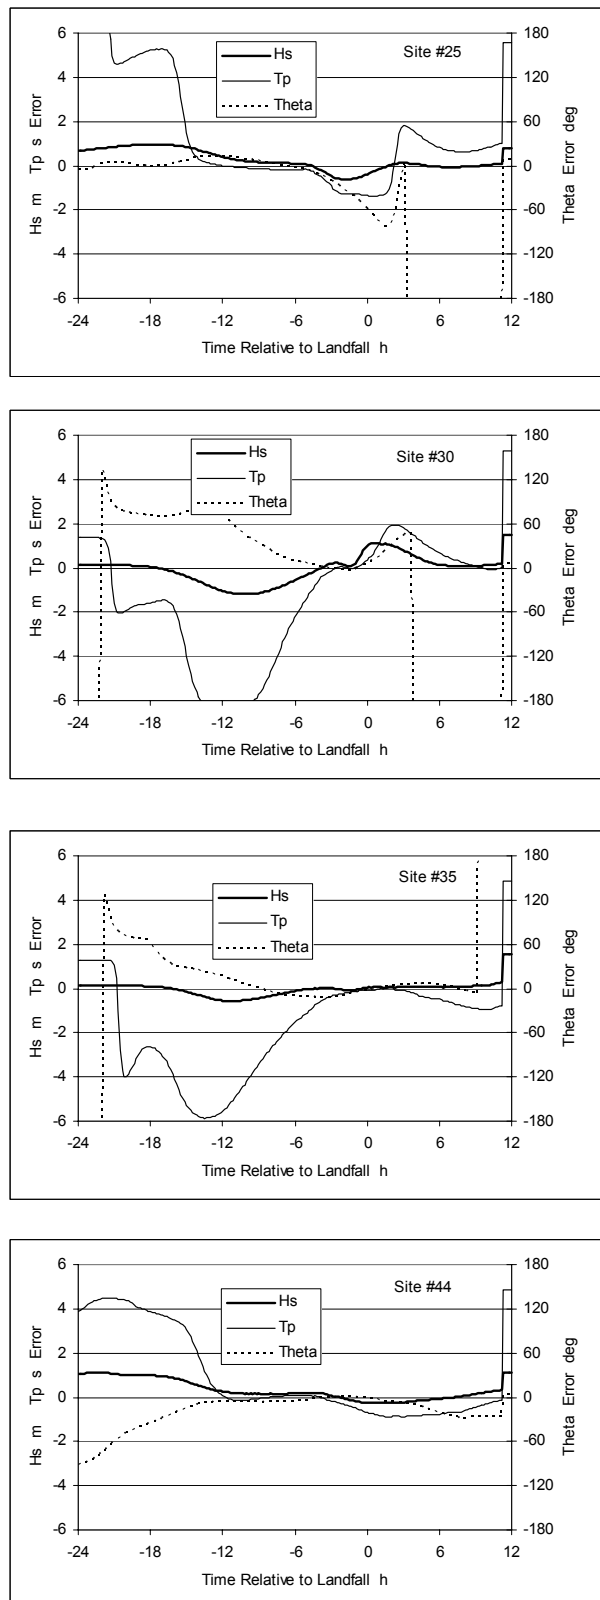 Site #25
Hs
Tp
Theta
6
4
2
0
-2
-4
-6
180
120
60
0
-60
-120
-180
-24 -18 -12 -6 0 6 12
Hs m Tp s Error
Theta Error deg
Time Relative to Landfall h
Site #30
Hs
Tp
Theta
6
4
2
0
-2
-4
-6
180
120
60
0
-60
-120
-180
-24 -18 -12 -6 0 6 12
Hs m Tp s Error
Theta Error deg
Time Relative to Landfall h
Site #35
Hs
Tp
Theta
6
4
2
0
-2
-4
-6
180
120
60
0
-60
-120
-180
-24 -18 -12 -6 0 6 12
Hs m Tp s Error
Theta Error deg
Time Relative to Landfall h
Site #44
Hs
Tp
Theta
6
4
2
0
-2
-4
-6
180
120
60
0
-60
-120
-180
-24 -18 -12 -6 0 6 12
Hs m Tp s Error
Theta Error deg
Time Relative to Landfall h